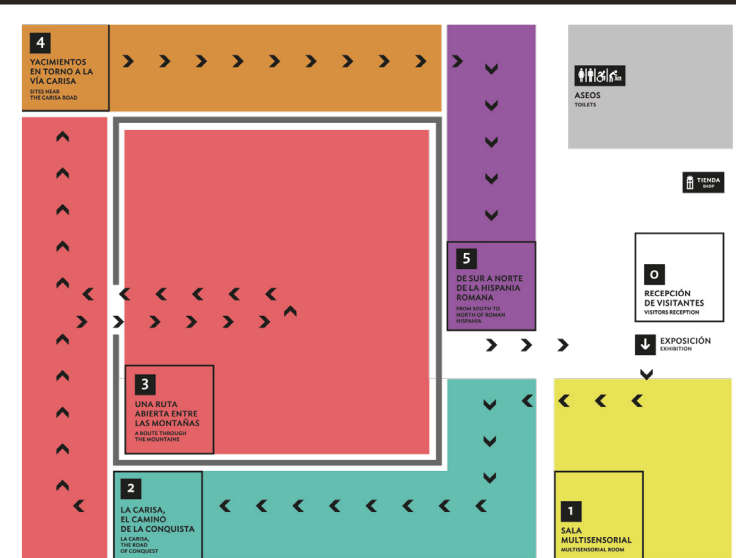 4
YACIMIENTOS
EN TORNO A LA
VÍA CARISA
SITES NEAR
THE CARISA ROAD
ASEOS
TOILETS
TIENDA
SHOP
5
DE SUR A NORTE
DE LA HISPANIA
ROMANA
FROM SOUTH TO
NORTH OF ROMAN
HISPANIA
0
RECEPCIÓN
DE VISITANTES
VISITORS RECEPTION
EXPOSICIÓN
EXHIBITION
3
UNA RUTA
ABIERTA ENTRE
LAS MONTAÑAS
A ROUTE THROUGH
THE MOUNTAINS
2
LA CARISA,
EL CAMINO
DE LA CONQUISTA
LA CARISA,
THE ROAD
OF CONQUEST
1
SALA
MULTISENSORIAL
MULTISENSORIAL ROOM